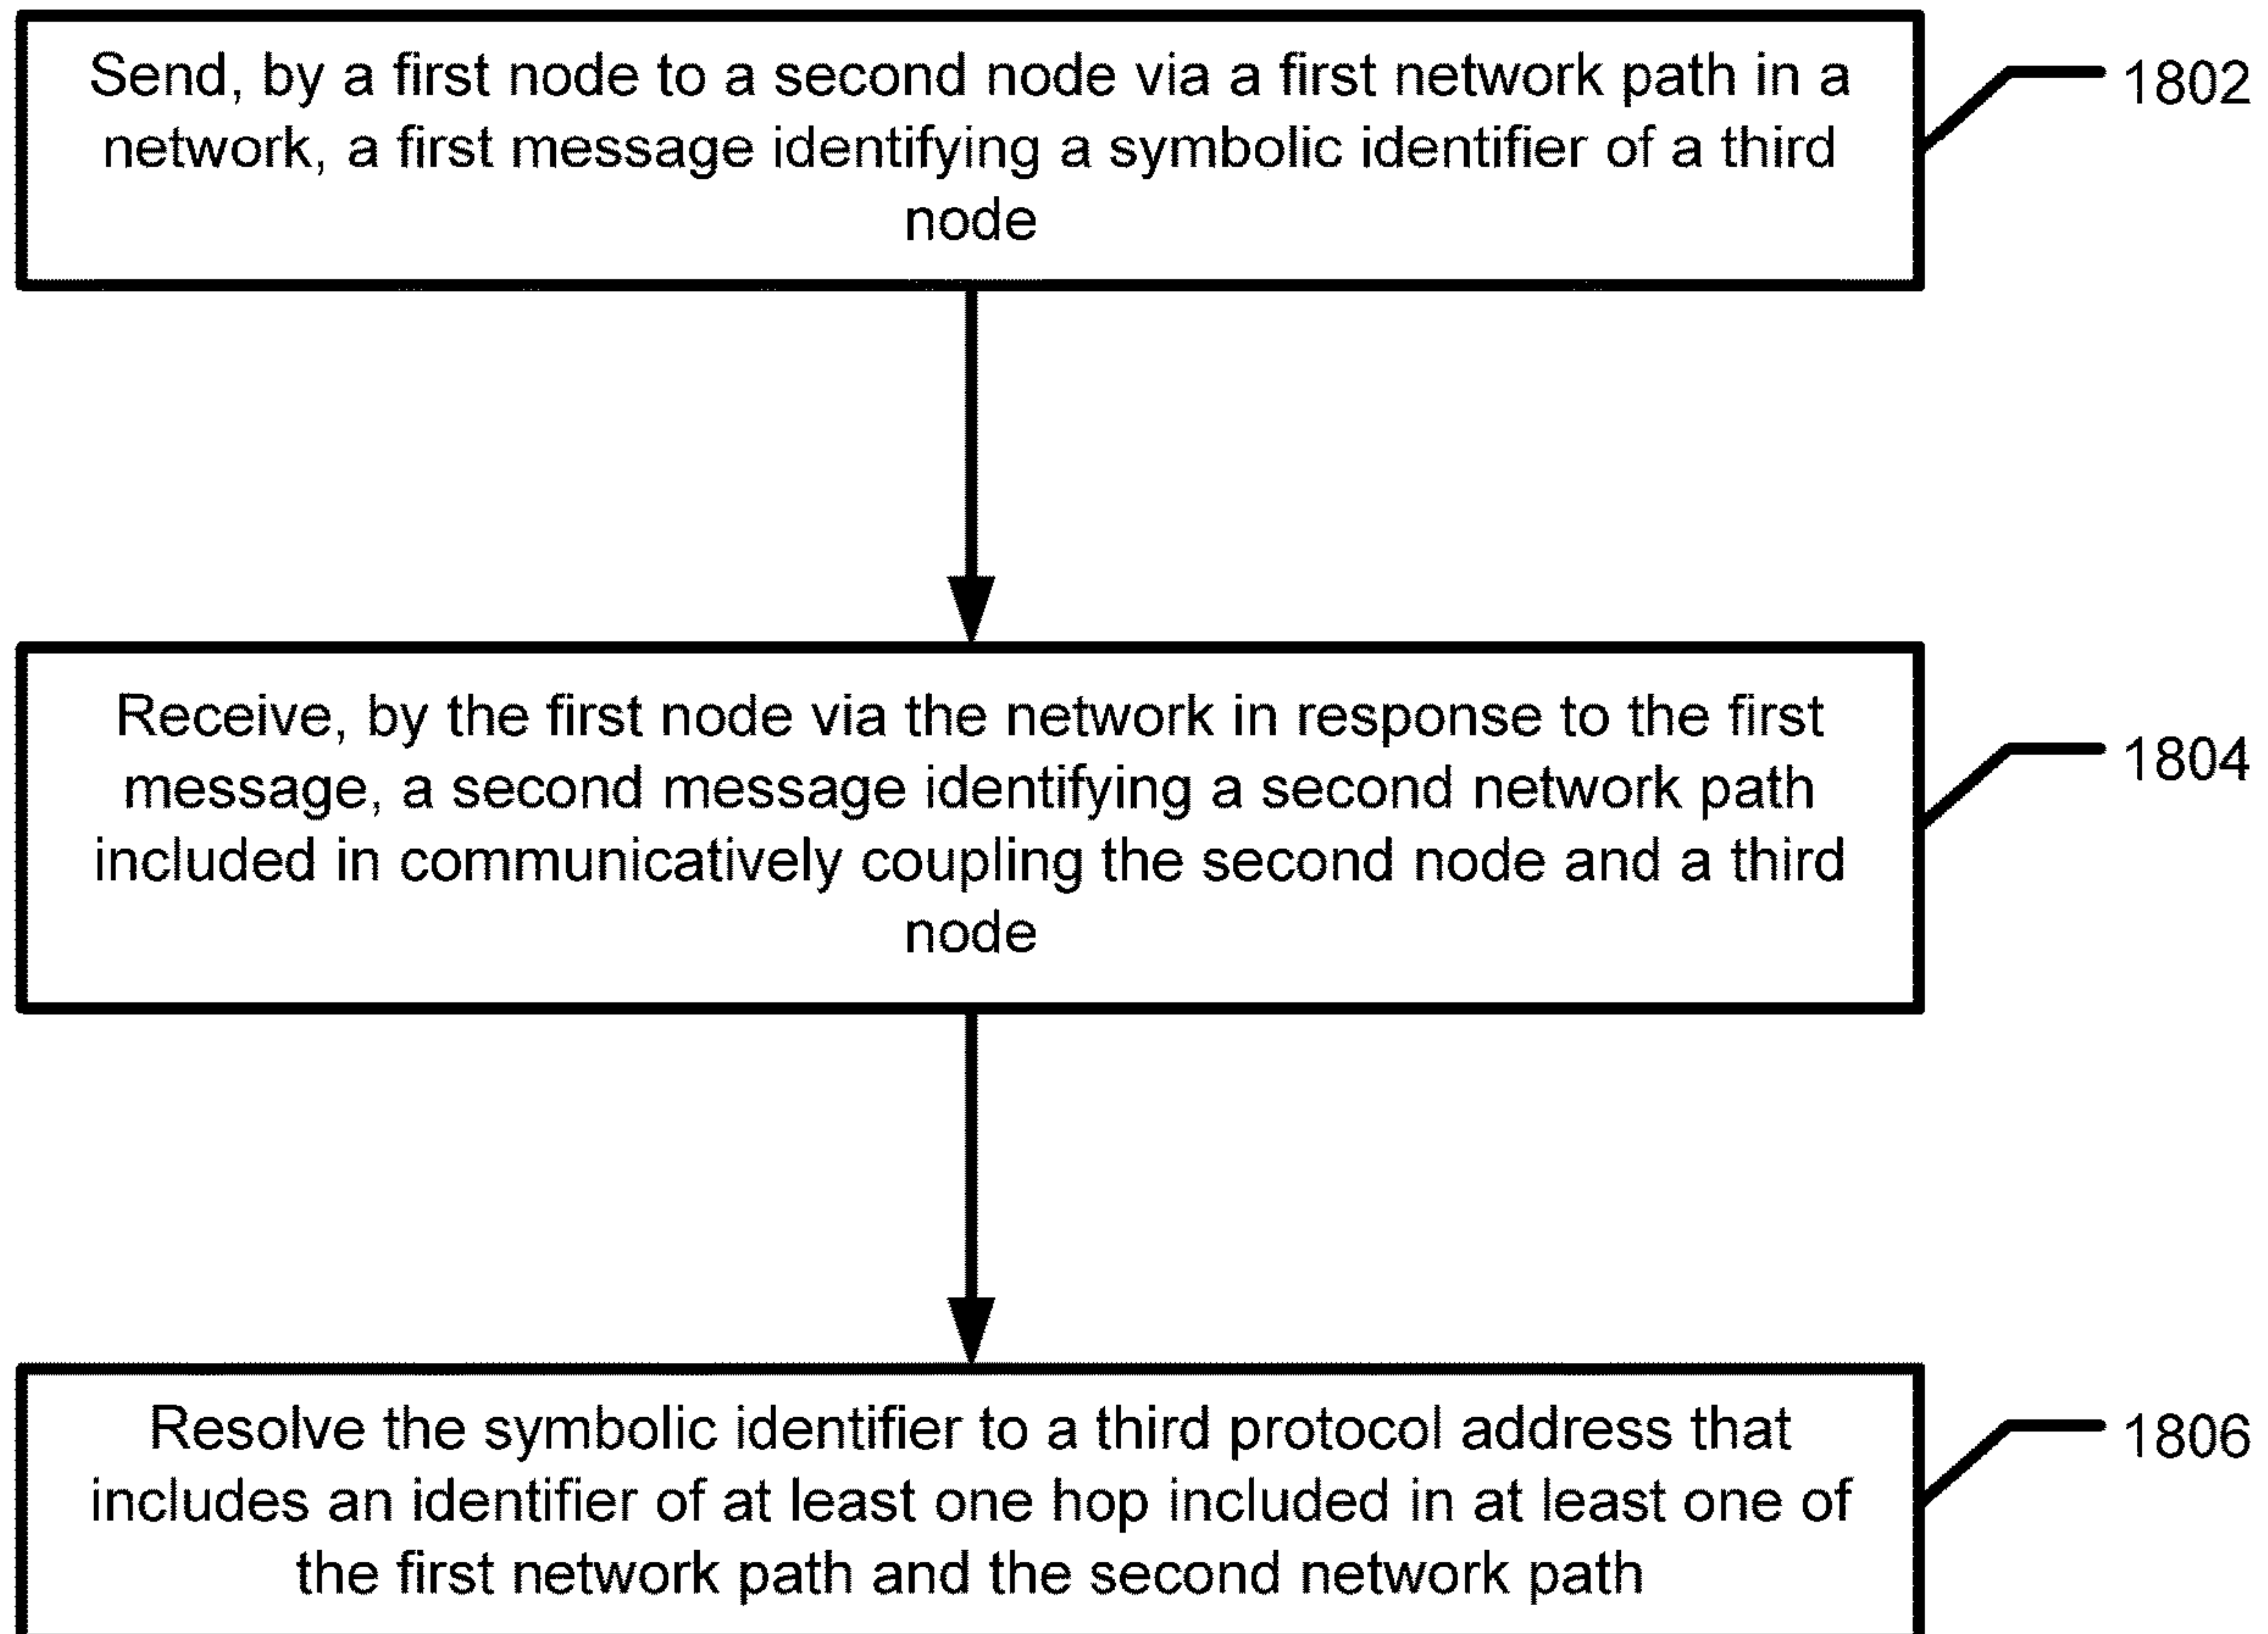 Send, by a first node to a second node via a first network path in a
network, a first message identifying a symbolic identifier of a third
node
1802
Receive, by the first node via the network in response to the first
message, a second message identifying a second network path
included in communicatively coupling the second node and a third
node
1804
Resolve the symbolic identifier to a third protocol address that
includes an identifier of at least one hop included in at least one of
the first network path and the second network path
1806